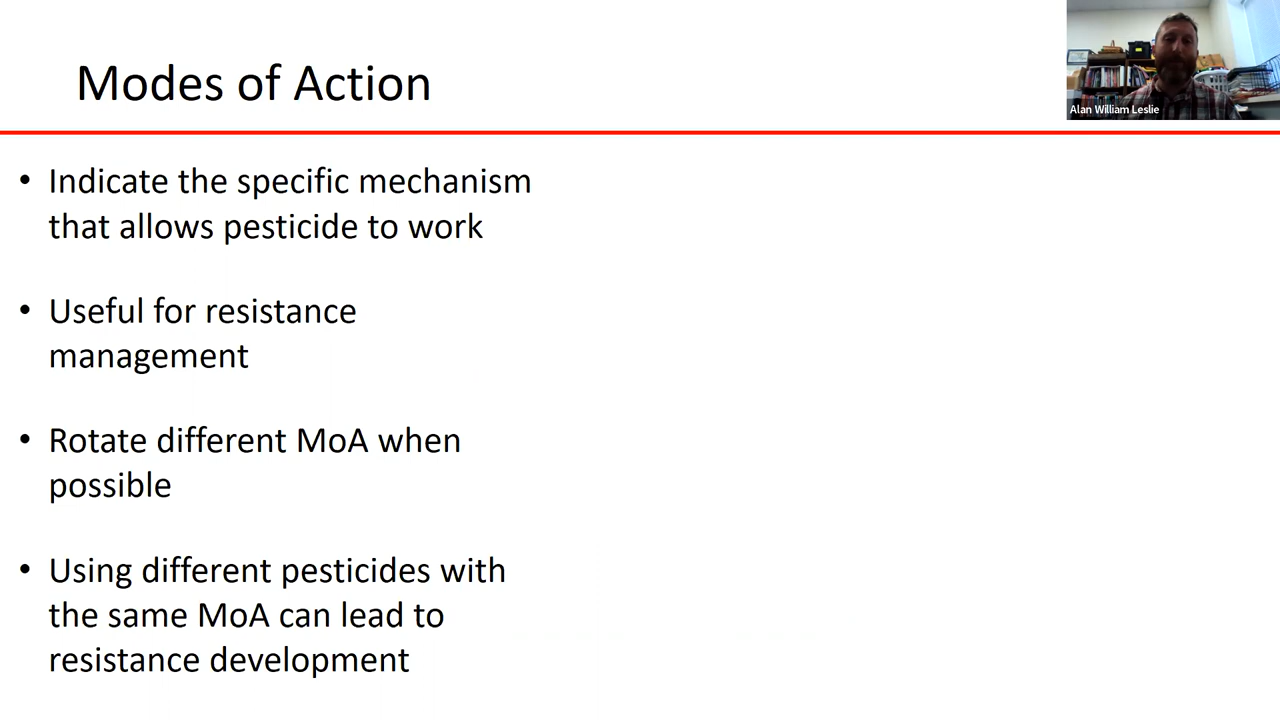 Modes of Action
Alan William Leslie
• Indicate the specific mechanism
that allows pesticide to work
• Useful for resistance
management
• Rotate different MoA when
possible
• Using different pesticides with
the same MoA can lead to
resistance development